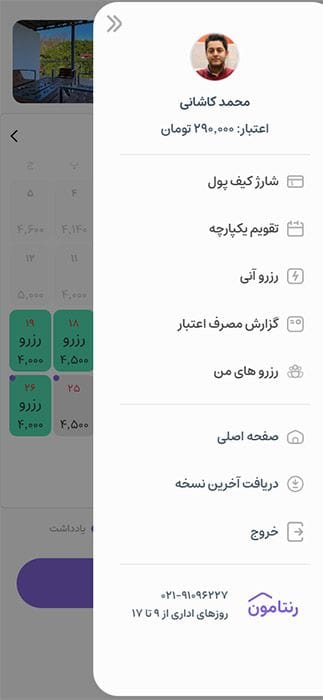 محمد کاشانی
اعتبار: ۲۹۰,۰۰۰ تومان
شارژ کیف پول
تقویم یکپارچه
رزرو آنی
گزارش مصرف اعتبار
رزرو های من
صفحه اصلی
دریافت آخرین نسخه
خروج
رنتامون
۰۲۱-۹۱۰۹۶۲۲۷
روزهای اداری از ۹ تا ۱۷
پ ج
۴ ۵
۴,۱۴۰ ۴,۶۰۰
۱۱ ۱۲
۴,۰۰۰ ۵,۰۰۰
۱۸ ۱۹
رزرو رزرو
۴,۵۰۰ ۴,۰۰۰
۲۵ ۲۶
رزرو
۴,۵۰۰ ۴,۰۰۰
یادداشت